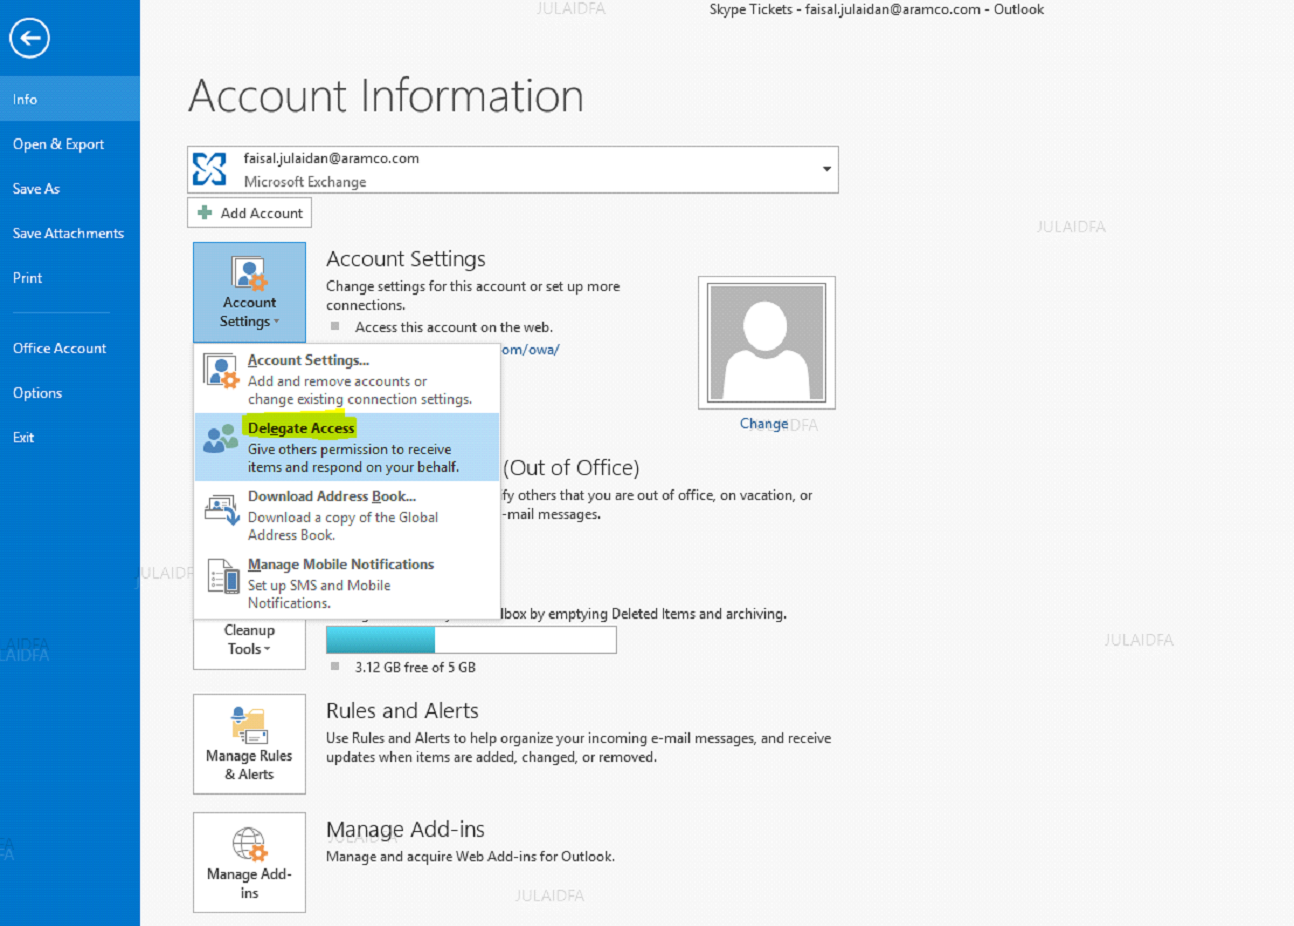 JULAIDFA
Skype Tickets - faisal.julaidan@aramco.com - Outlook
Info
Open & Export
Save As
Save Attachments
Print
Office Account
Options
Exit
Account Information
faisal.julaidan@aramco.com
Microsoft Exchange
Add Account
JULAIDFA
Account
Settings
Account Settings
Change settings for this account or set up more
connections.
Access this account on the web.
om/owa/
Change
JULAIDFA
Account Settings...
Add and remove accounts or
change existing connection settings.
Delegate Access
Give others permission to receive
items and respond on your behalf.
Download Address Book...
Download a copy of the Global
Address Book.
Manage Mobile Notifications
Set up SMS and Mobile
Notifications.
(Out of Office)
ify others that you are out of office, on vacation, or
-mail messages.
JULAIDF
lbox by emptying Deleted Items and archiving.
Cleanup
Tools
3.12 GB free of 5 GB
JULAIDFA
LAIDFA
JULAIDFA
Manage Rules
& Alerts
Rules and Alerts
Use Rules and Alerts to help organize your incoming e-mail messages, and receive
updates when items are added, changed, or removed.
Manage Add-
ins
Manage Add-ins
JULAIDFA
Manage and acquire Web Add-ins for Outlook.
FA
FA
JULAIDFA